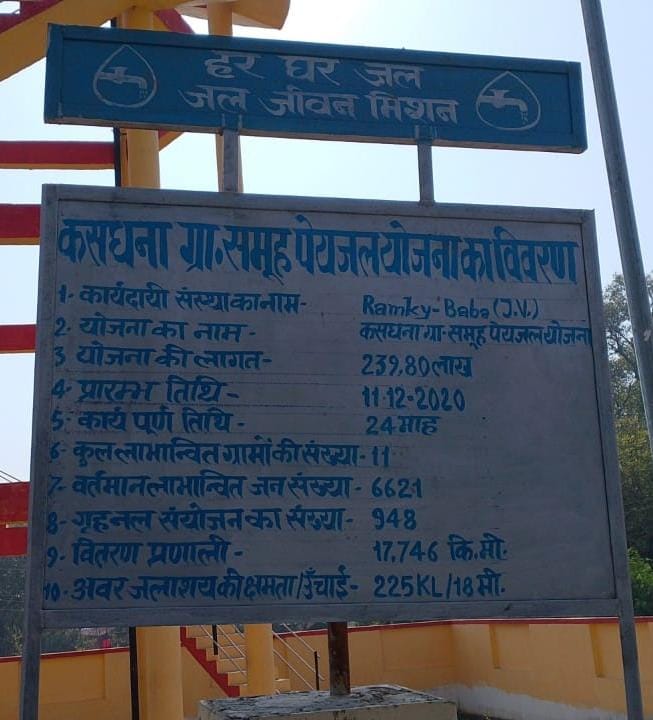 हर घर जल
जल जीवन मिशन
कसधना ग्रा. समूह पेयजल योजना का विवरण
1- कार्यदायी संस्था का नाम- Ramky-Baba (J.V.)
2- योजना का नाम- कसधना ग्रा- समूह पेयजल योजना
3 योजना की लागत- 239.80 लाख
4- प्रारम्भ तिथि- 11-12-2020
5- कार्य पूर्ण तिथि- 24 माह
6- कुल लाभान्वित ग्रामों की संख्या- 11
7- वर्तमान लाभान्वित जन संख्या- 6621
8- गृह नल संयोजन का संख्या- 948
9- वितरण प्रणाली- 17.746 कि.मी.
10- अवर जलाशय की क्षमता/उँचाई- 225KL/18 मी.